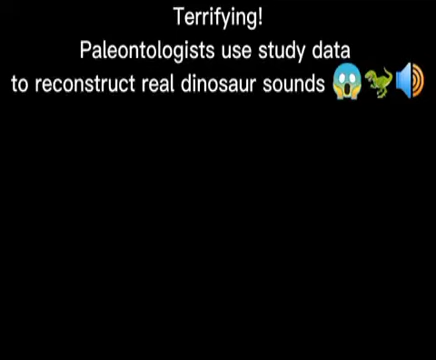 Terrifying!
Paleontologists use study data
to reconstruct real dinosaur sounds 😱🦖🔊